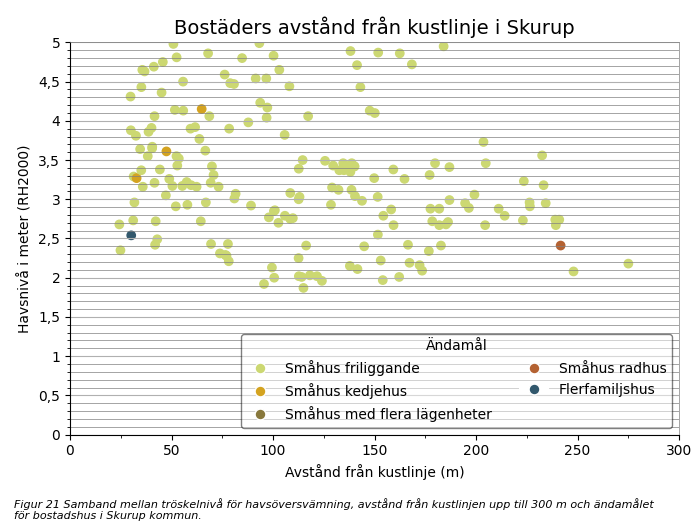 Bostäders avstånd från kustlinje i Skurup
Havsnivå i meter (RH2000)
5
4,5
4
3,5
3
2,5
2
1,5
1
0,5
0
Ändamål
Småhus friliggande
Småhus kedjehus
Småhus med flera lägenheter
Småhus radhus
Flerfamiljshus
0 50 100 150 200 250 300
Avstånd från kustlinje (m)
Figur 21 Samband mellan tröskelnivå för havsöversvämning, avstånd från kustlinjen upp till 300 m och ändamålet
för bostadshus i Skurup kommun.